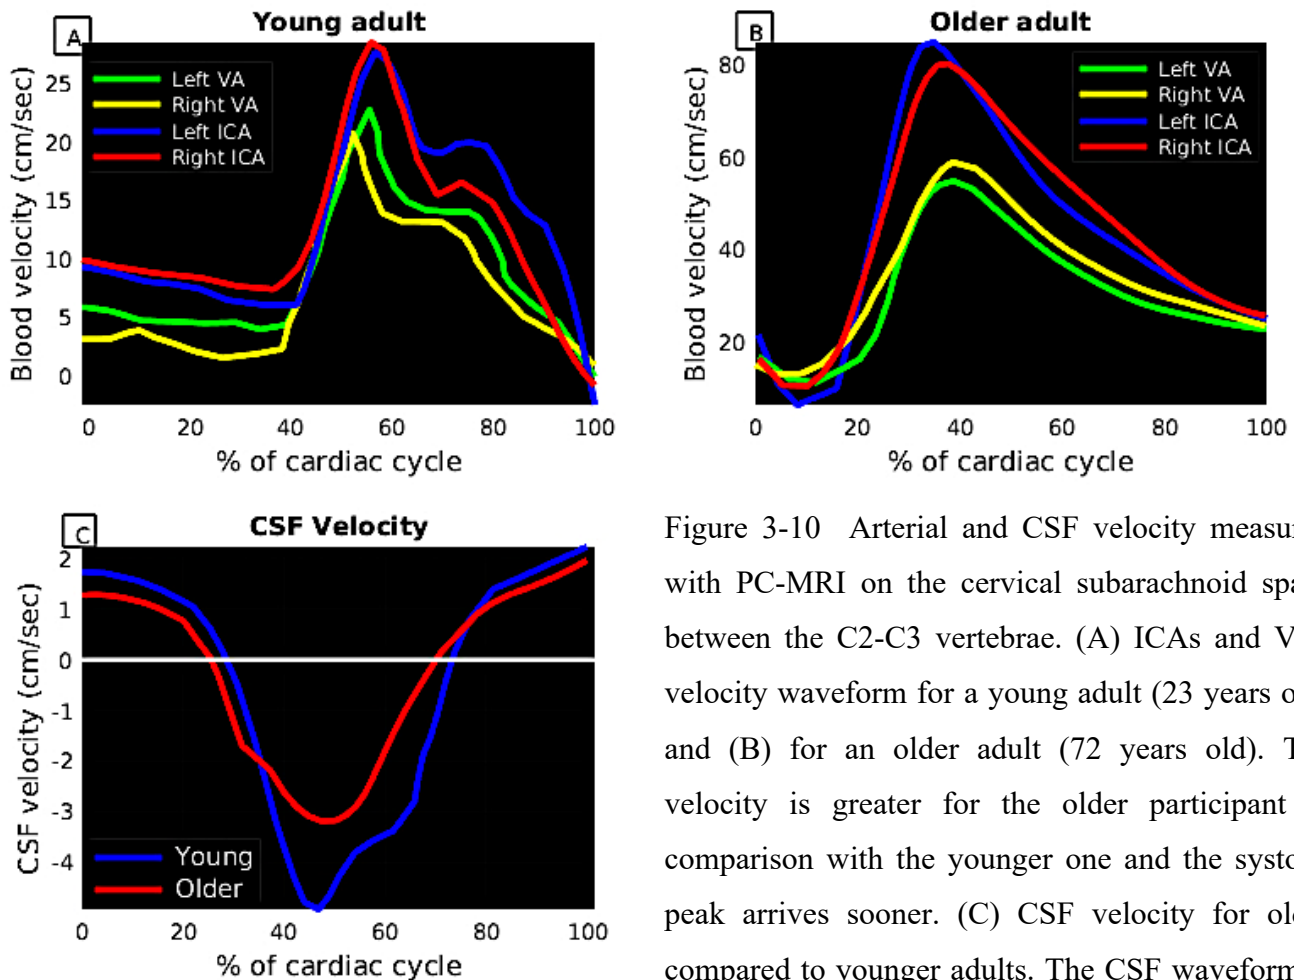 A
Young adult
Blood velocity (cm/sec)
25
20
15
10
5
0
Left VA
Right VA
Left ICA
Right ICA
0 20 40 60 80 100
% of cardiac cycle
B
Older adult
Blood velocity (cm/sec)
80
60
40
20
Left VA
Right VA
Left ICA
Right ICA
0 20 40 60 80 100
% of cardiac cycle
C
CSF Velocity
CSF velocity (cm/sec)
2
1
0
-1
-2
-3
-4
Young
Older
0 20 40 60 80 100
% of cardiac cycle
Figure 3-10 Arterial and CSF velocity measur
with PC-MRI on the cervical subarachnoid spa
between the C2-C3 vertebrae. (A) ICAs and V
velocity waveform for a young adult (23 years o
and (B) for an older adult (72 years old). T
velocity is greater for the older participant
comparison with the younger one and the systo
peak arrives sooner. (C) CSF velocity for ol
compared to younger adults. The CSF waveform